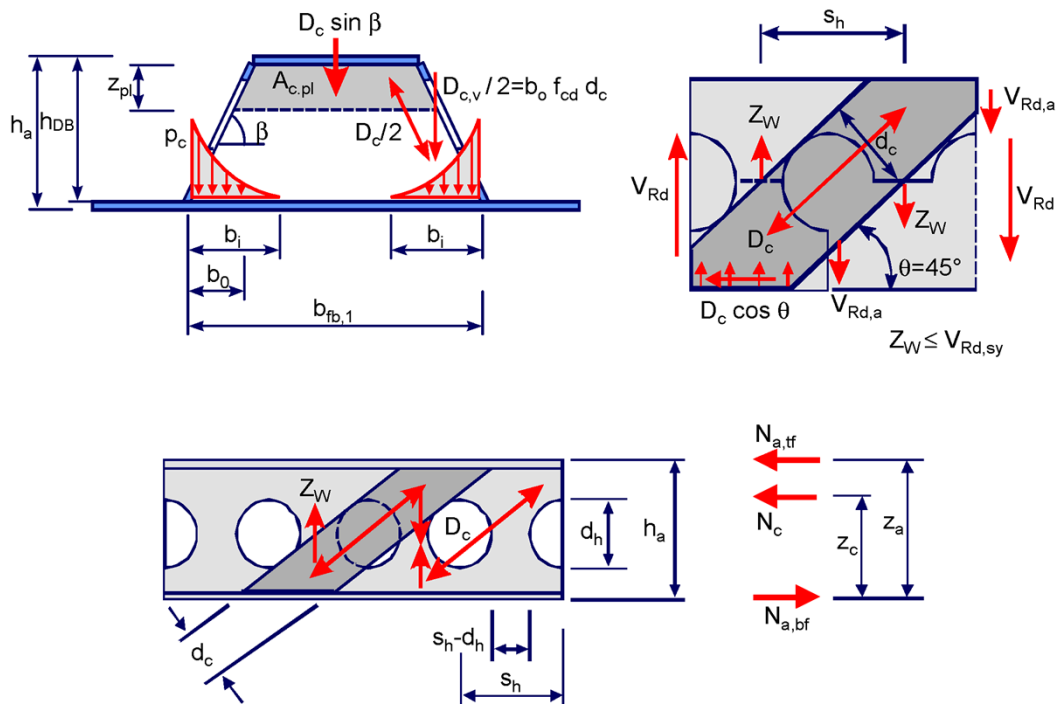 D_c sin β
z_pl
A_c.pl
D_c,v / 2=b_o f_cd d_c
h_a
h_DB
p_c
β
D_c/2
b_i
b_i
b_0
b_fb,1
s_h
V_Rd,a
Z_W
d_c
V_Rd
V_Rd
Z_W
D_c
θ=45°
V_Rd,a
D_c cos θ
Z_W ≤ V_Rd,sy
Z_W
D_c
d_h
h_a
s_h-d_h
d_c
s_h
N_a,tf
N_c
z_c
z_a
N_a,bf